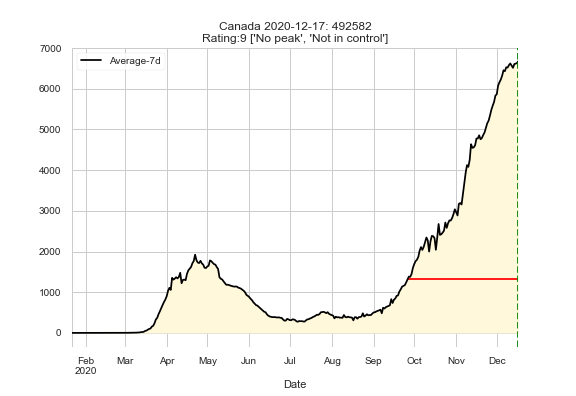 Canada 2020-12-17: 492582
Rating:9 ['No peak', 'Not in control']
7000
Average-7d
6000
5000
4000
3000
2000
1000
0
Feb Mar Apr May Jun Jul Aug Sep Oct Nov Dec
2020
Date